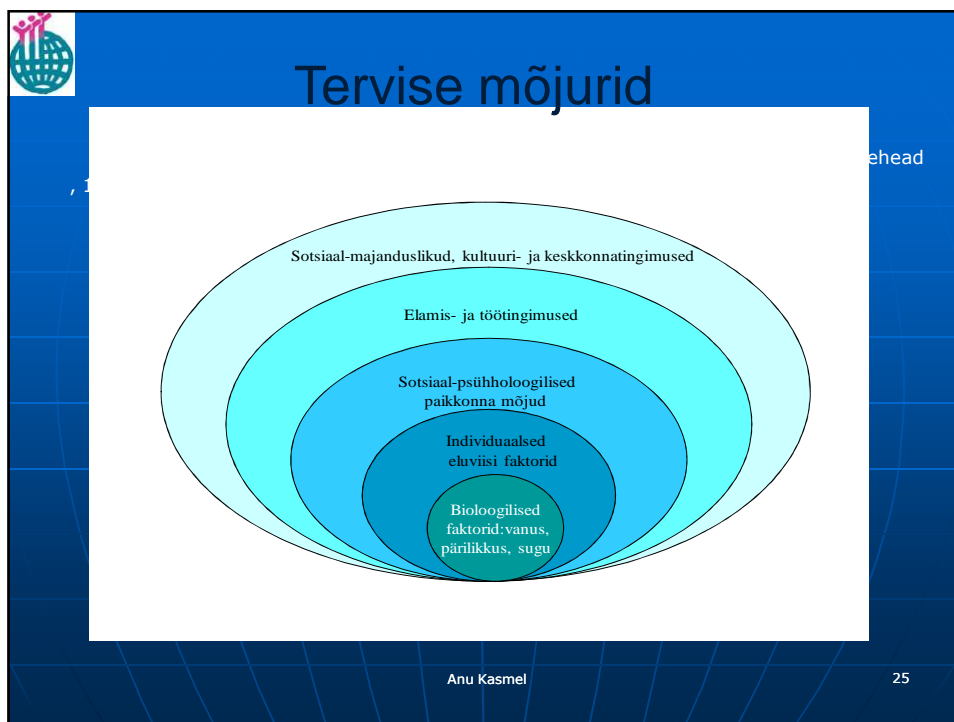 Tervise mõjurid
ehead
, 1
Sotsiaal-majanduslikud, kultuuri- ja keskkonnatingimused
Elamis- ja töötingimused
Sotsiaal-psühholoogilised
paikkonna mõjud
Individuaalsed
eluviisi faktorid
Bioloogilised
faktorid:vanus,
pärilikkus, sugu
Anu Kasmel
25